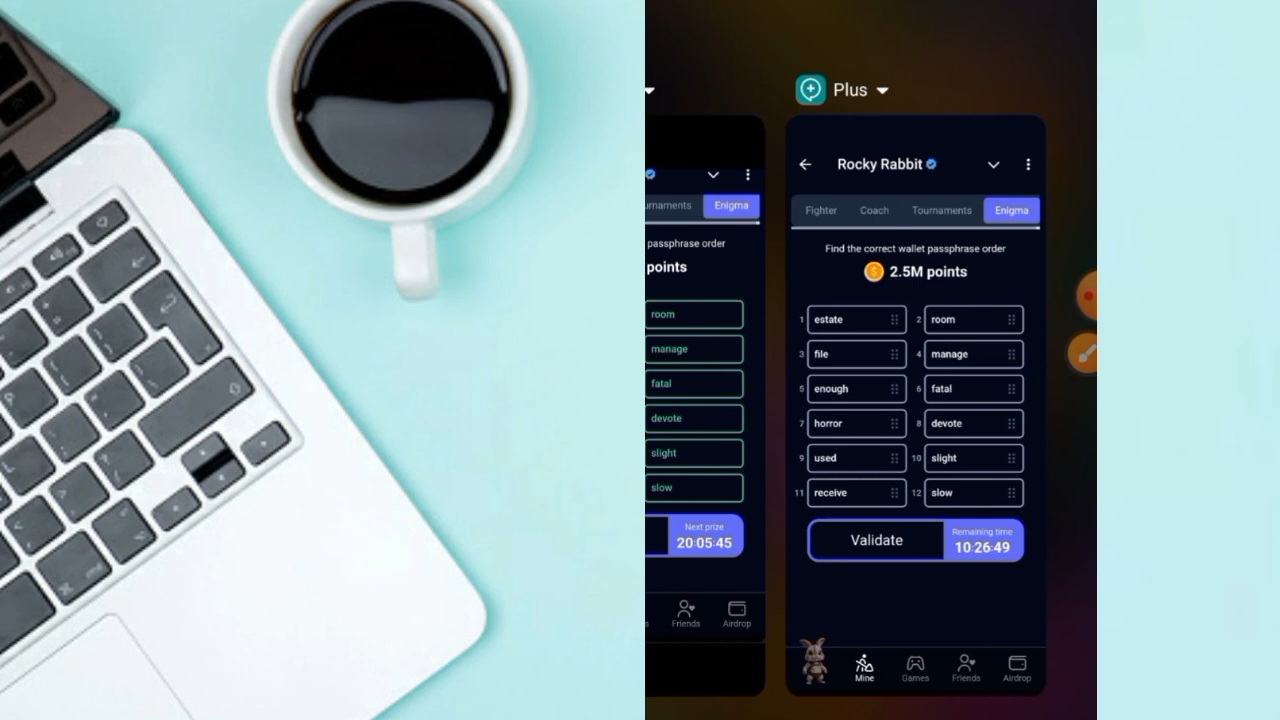 Plus
Rocky Rabbit
Fighter Coach Tournaments Enigma
Find the correct wallet passphrase order
2.5M points
1 estate 2 room
3 file 4 manage
5 enough 6 fatal
7 horror 8 devote
9 used 10 slight
11 receive 12 slow
Validate
Remaining time
10:26:49
Mine Games Friends Airdrop
Enigma
passphrase order
points
room
manage
fatal
devote
slight
slow
Next prize
20:05:45
Friends Airdrop